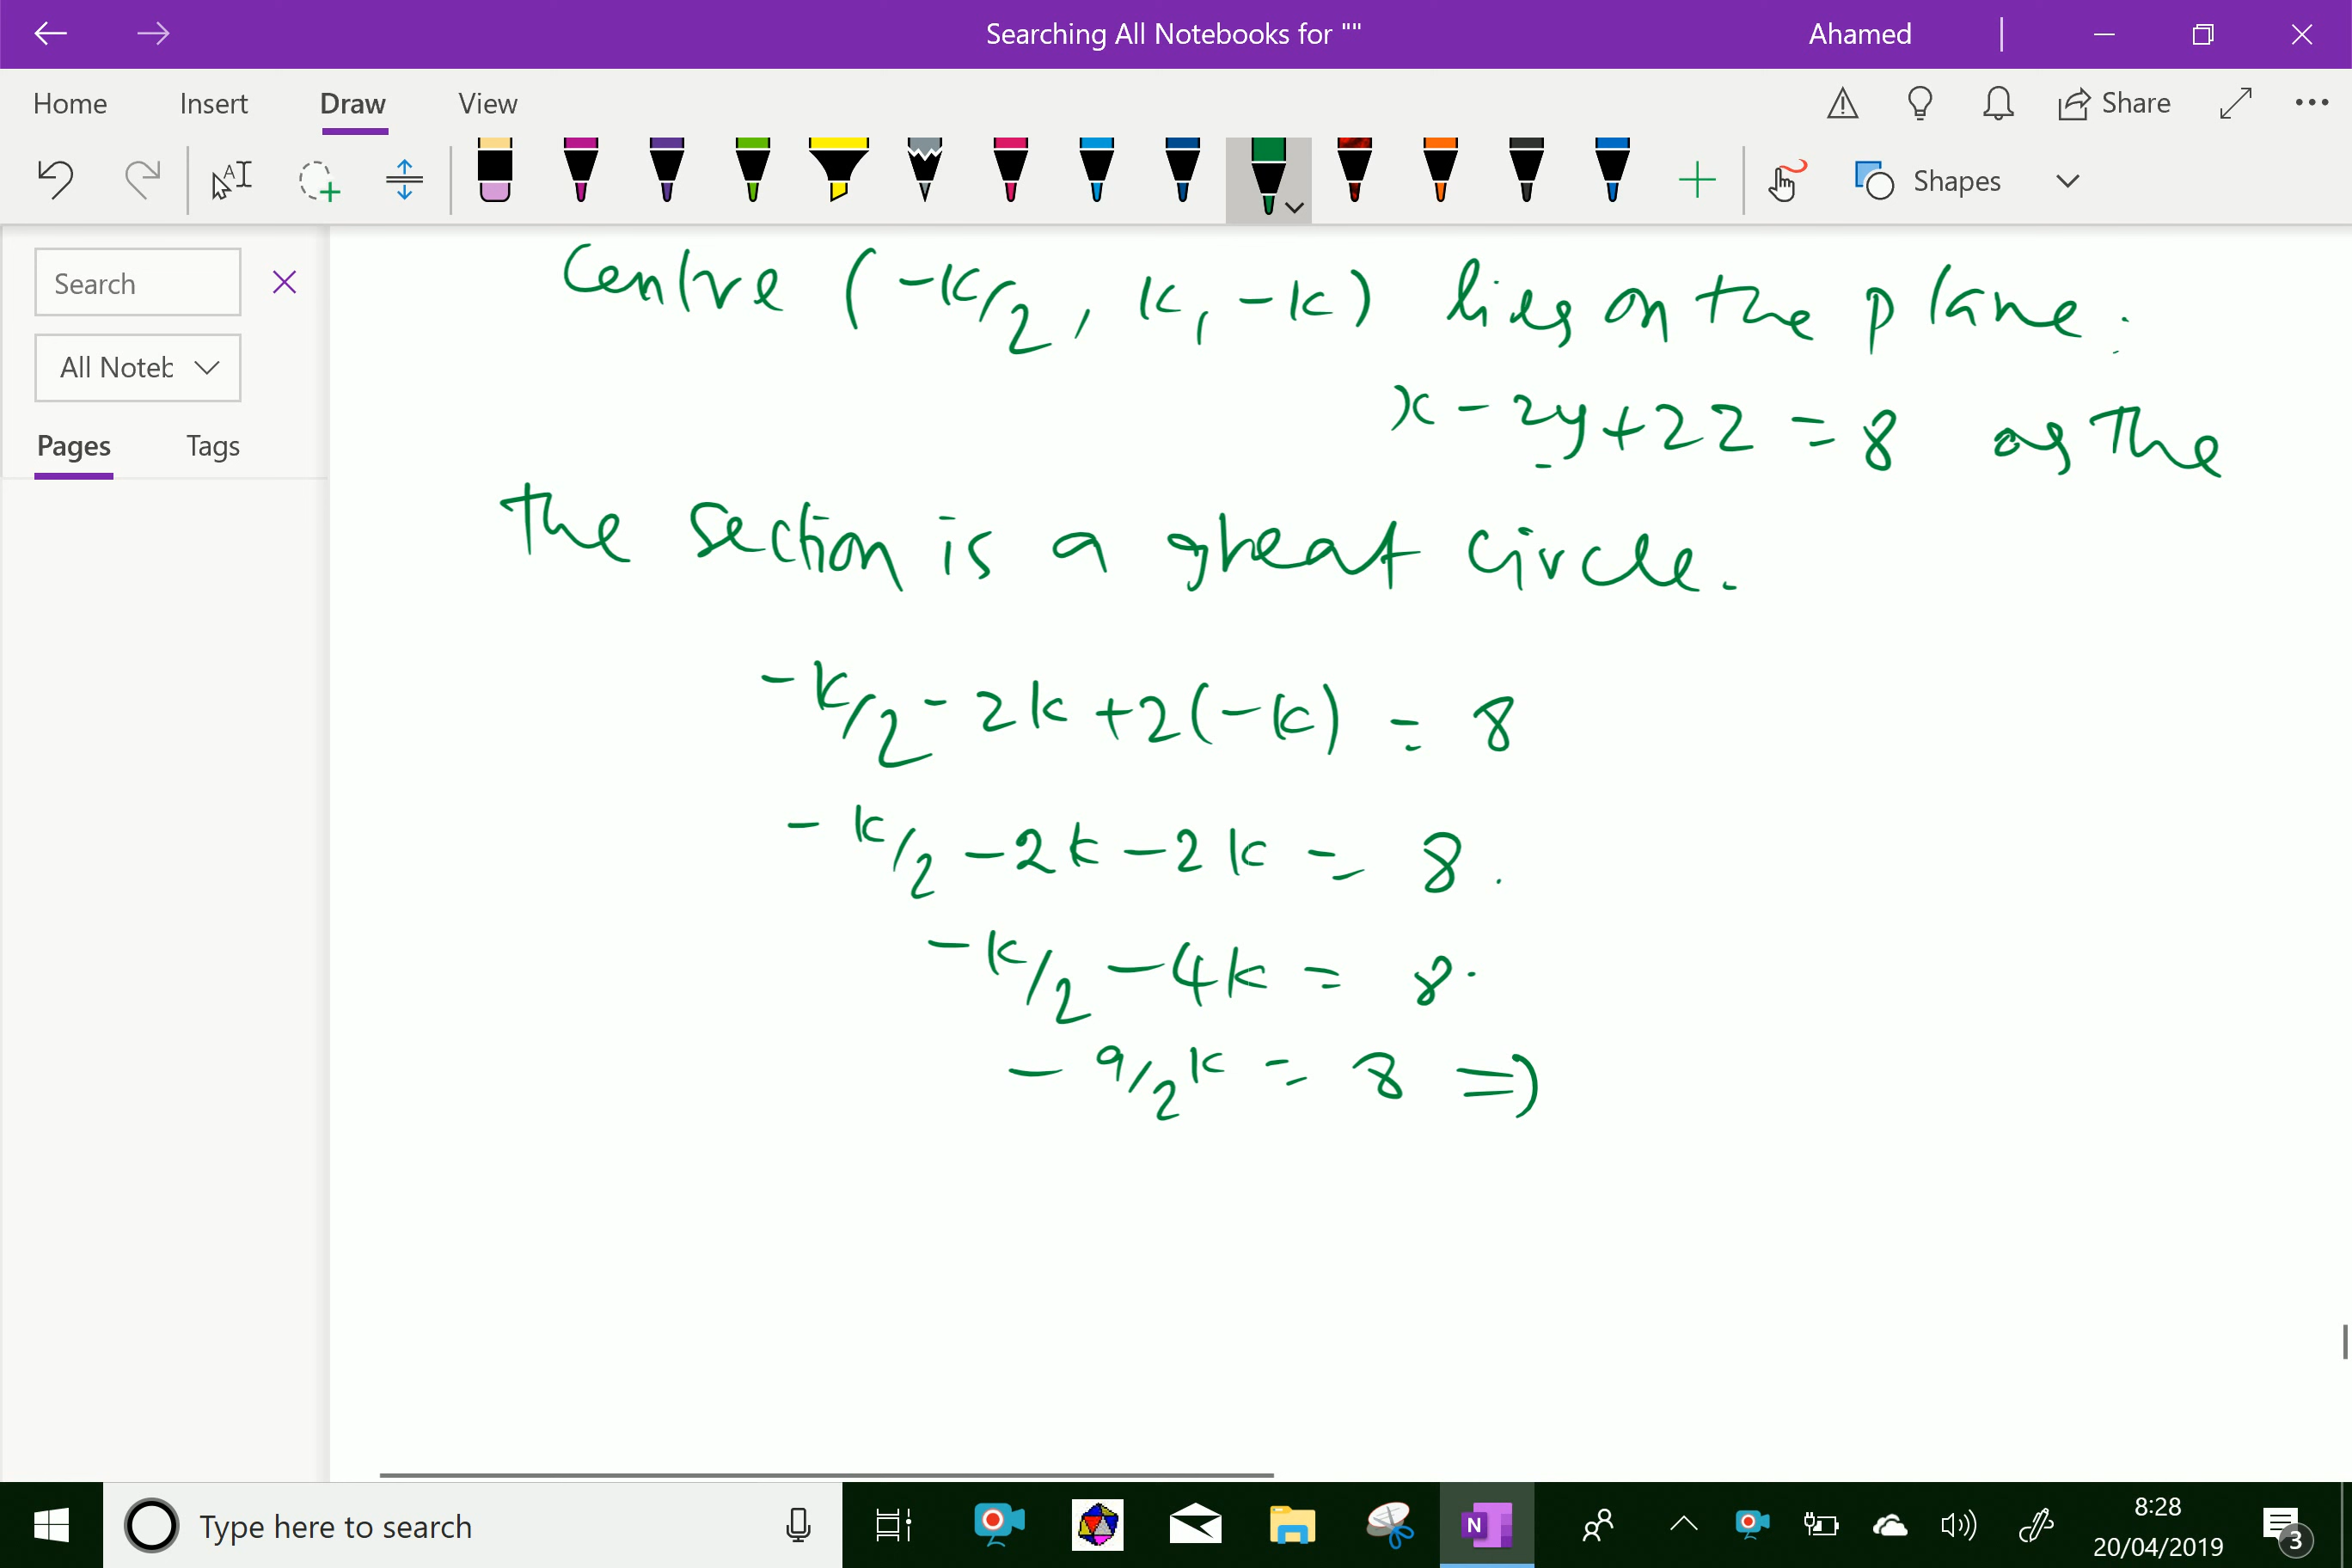 Searching All Notebooks for ""
Ahamed
Home Insert Draw View
Share
Shapes
Search
All Noteb
Pages Tags
Centre (-k/2, k, -k) lies on the plane:
x - 2y + 2z = 8 as the
the section is a great circle.
-k/2 - 2k + 2(-k) = 8
-k/2 - 2k - 2k = 8.
-k/2 - 4k = 8.
-9/2 k = 8 =>
Type here to search
N
8:28
20/04/2019
3